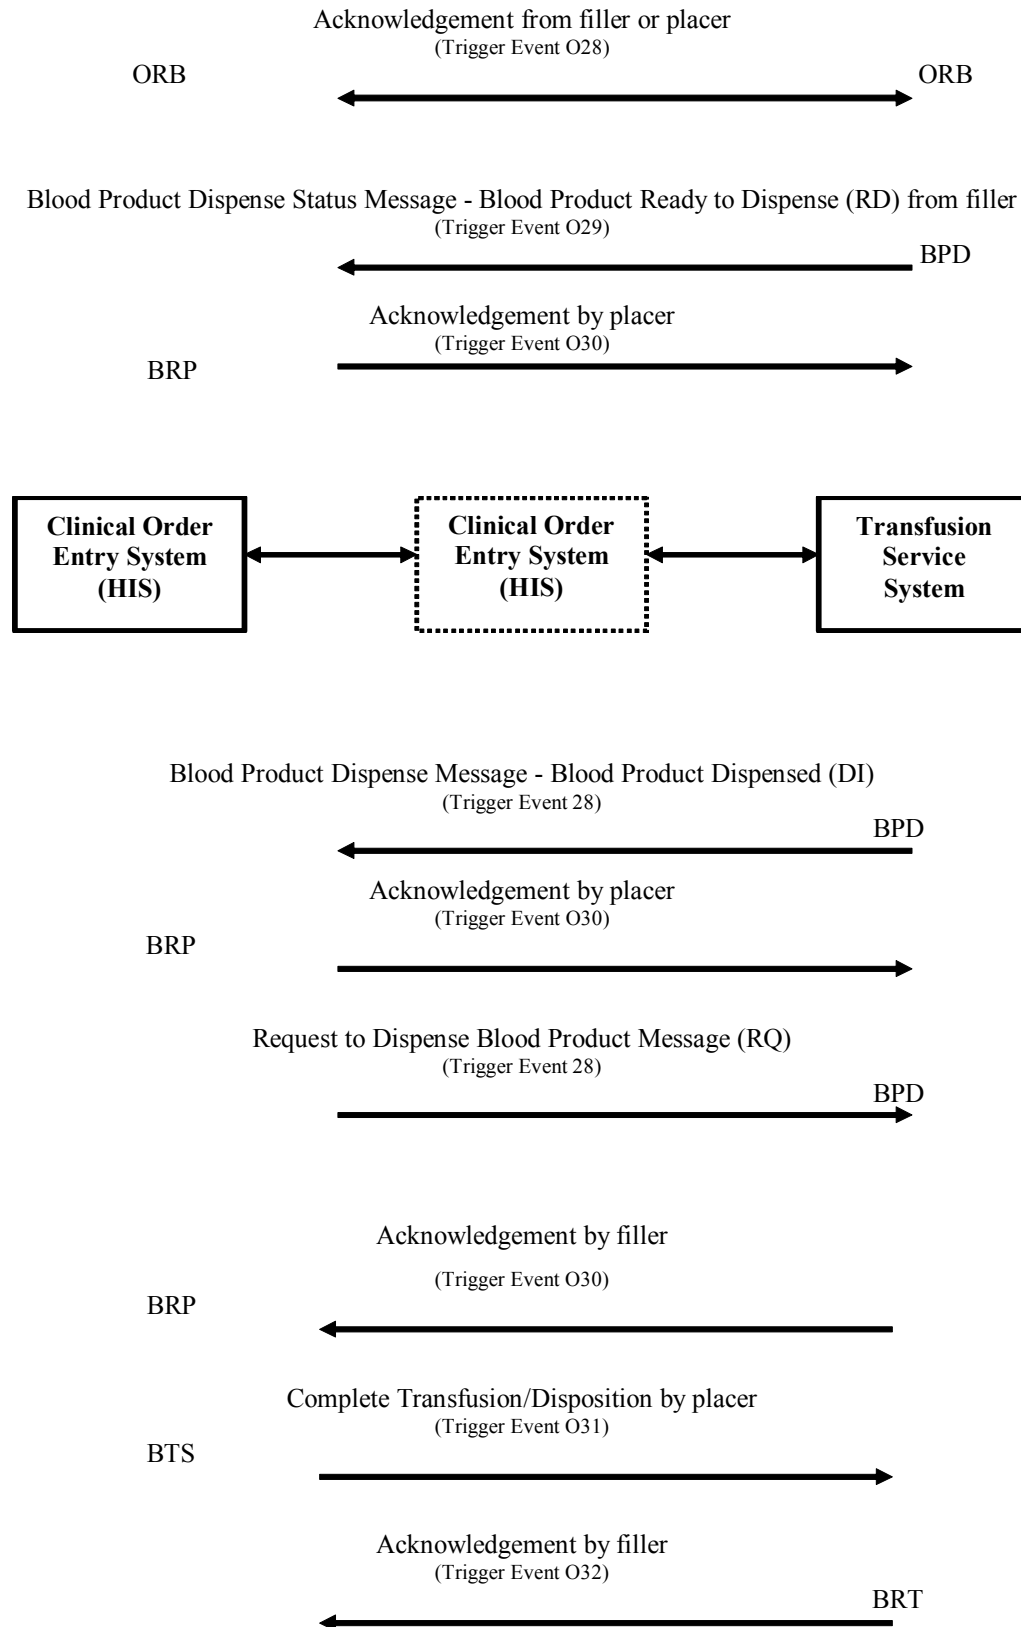 Acknowledgement from filler or placer
(Trigger Event O28)
ORB
ORB
Blood Product Dispense Status Message - Blood Product Ready to Dispense (RD) from filler
(Trigger Event O29)
BPD
Acknowledgement by placer
(Trigger Event O30)
BRP
Clinical Order
Entry System
(HIS)
Clinical Order
Entry System
(HIS)
Transfusion
Service
System
Blood Product Dispense Message - Blood Product Dispensed (DI)
(Trigger Event 28)
BPD
Acknowledgement by placer
(Trigger Event O30)
BRP
Request to Dispense Blood Product Message (RQ)
(Trigger Event 28)
BPD
Acknowledgement by filler
(Trigger Event O30)
BRP
Complete Transfusion/Disposition by placer
(Trigger Event O31)
BTS
Acknowledgement by filler
(Trigger Event O32)
BRT